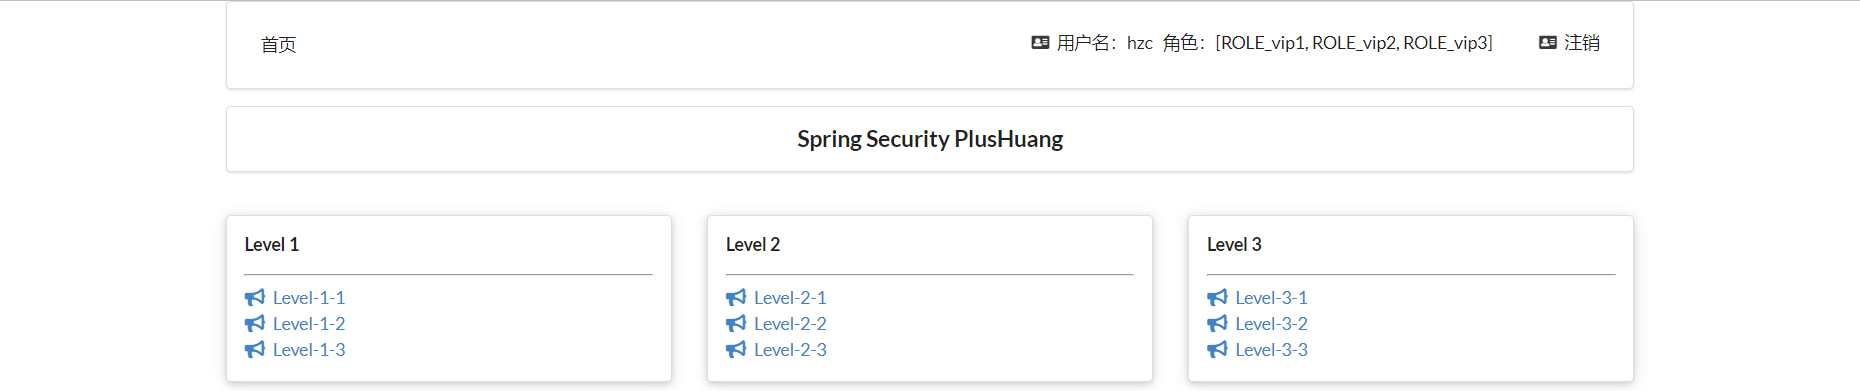 首页
用户名：hzc 角色：[ROLE_vip1, ROLE_vip2, ROLE_vip3]
注销
Spring Security PlusHuang
Level 1
Level-1-1
Level-1-2
Level-1-3
Level 2
Level-2-1
Level-2-2
Level-2-3
Level 3
Level-3-1
Level-3-2
Level-3-3